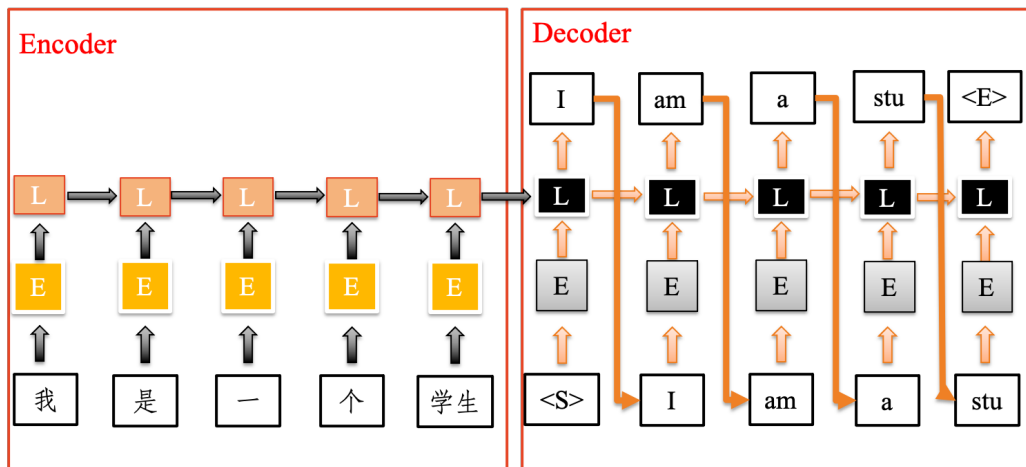 Encoder
Decoder
I am a stu <E>
L L L L L L L L L L
E E E E E E E E E E
我 是 一 个 学生 <S> I am a stu